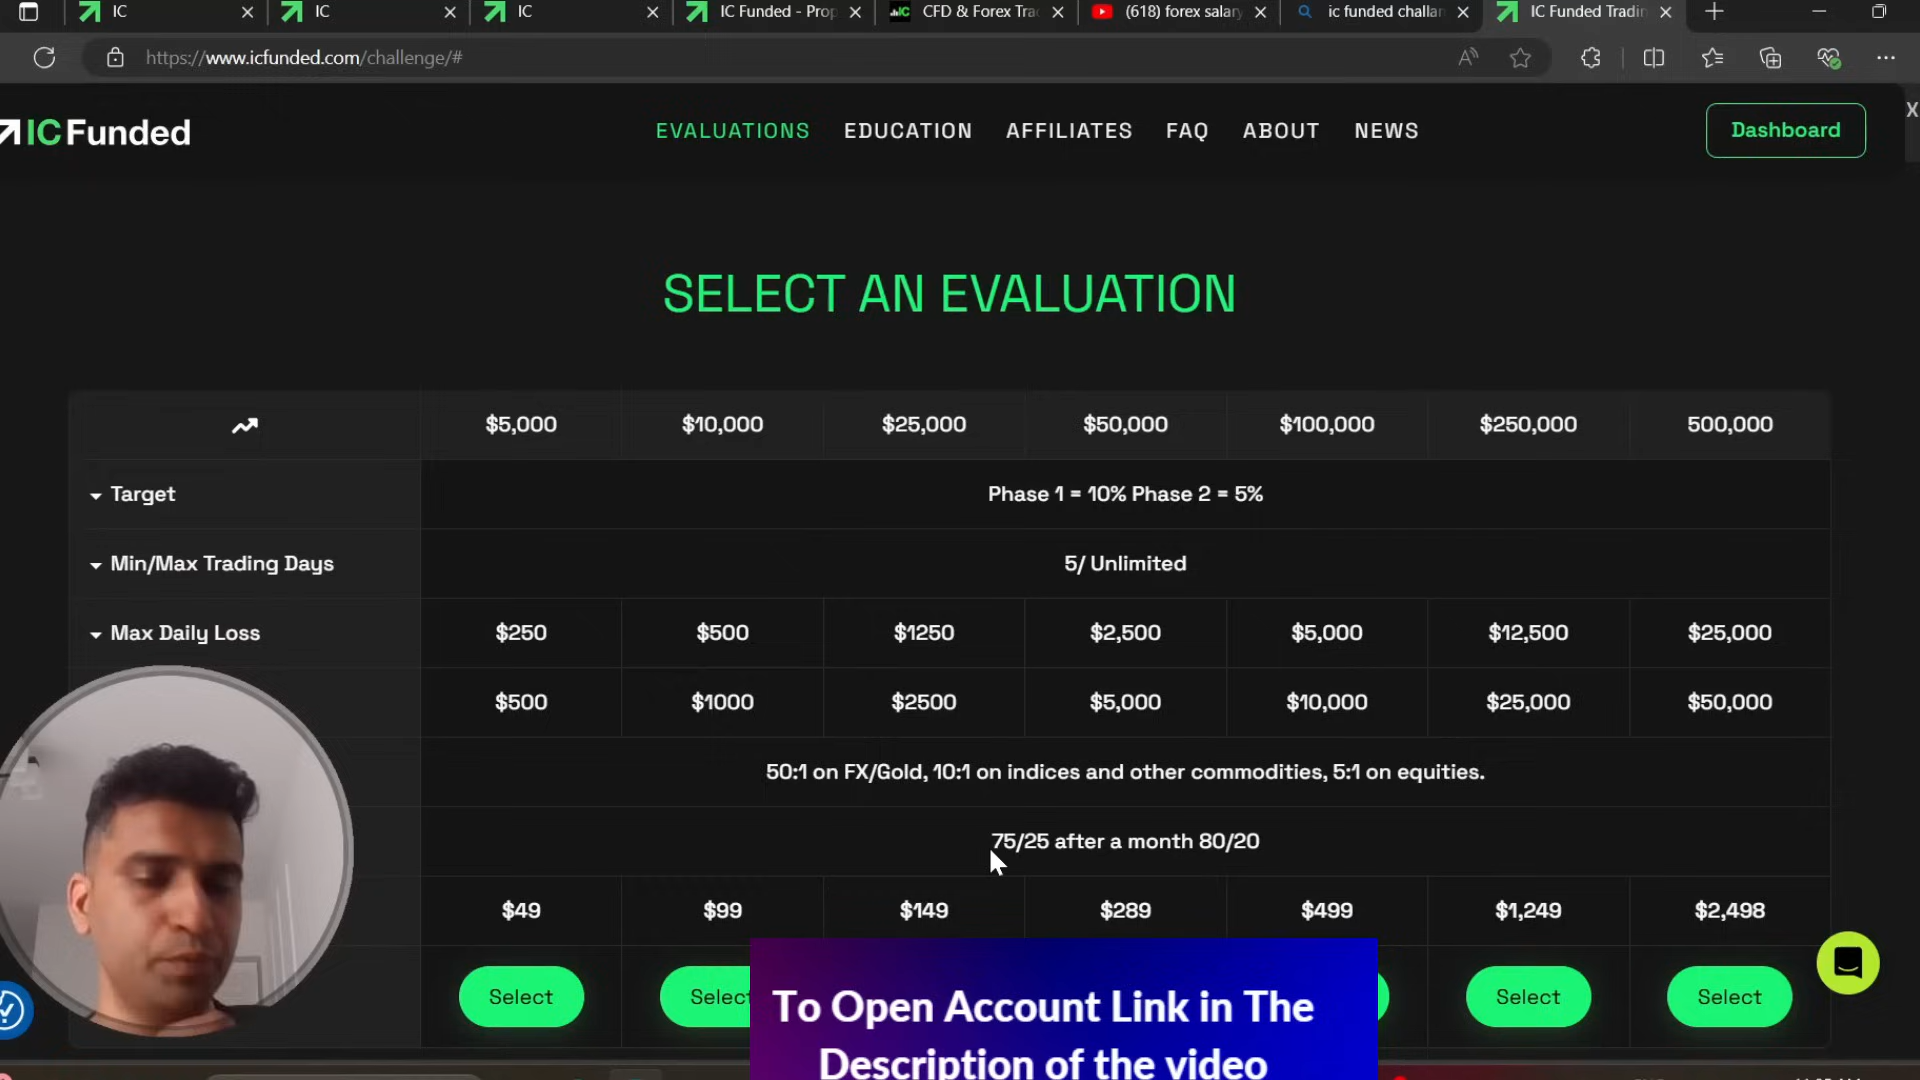 IC
IC
IC
IC Funded - Prop
CFD & Forex Tra
(618) forex salary
ic funded challan
IC Funded Tradin
https://www.icfunded.com/challenge/#
IC Funded
EVALUATIONS
EDUCATION
AFFILIATES
FAQ
ABOUT
NEWS
Dashboard
X
SELECT AN EVALUATION
$5,000 $10,000 $25,000 $50,000 $100,000 $250,000 500,000
Target Phase 1 = 10% Phase 2 = 5%
Min/Max Trading Days 5/ Unlimited
Max Daily Loss $250 $500 $1250 $2,500 $5,000 $12,500 $25,000
$500 $1000 $2500 $5,000 $10,000 $25,000 $50,000
50:1 on FX/Gold, 10:1 on indices and other commodities, 5:1 on equities.
75/25 after a month 80/20
$49 $99 $149 $289 $499 $1,249 $2,498
Select Select Select Select
To Open Account Link in The
Description of the video